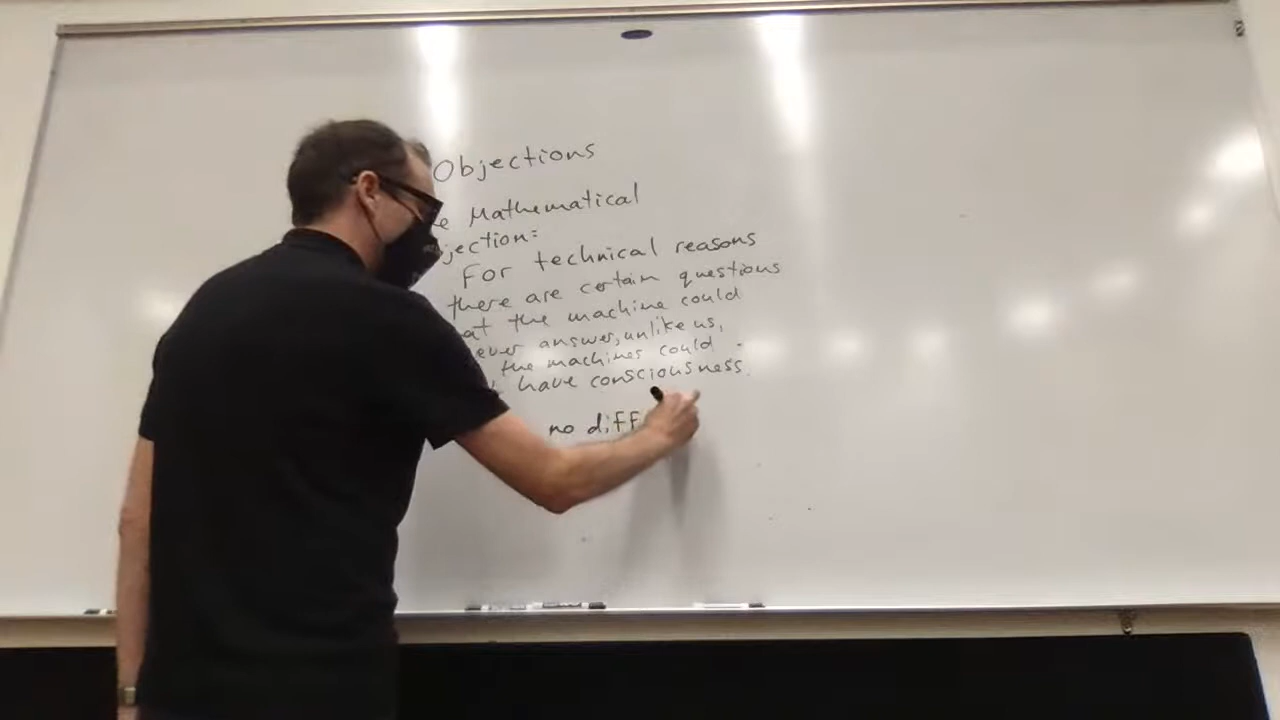 Objections
Mathematical
jection:
For technical reasons
there are certain questions
at the machine could
ever answer, unlike us,
the machines could
have consciousness.
no diff